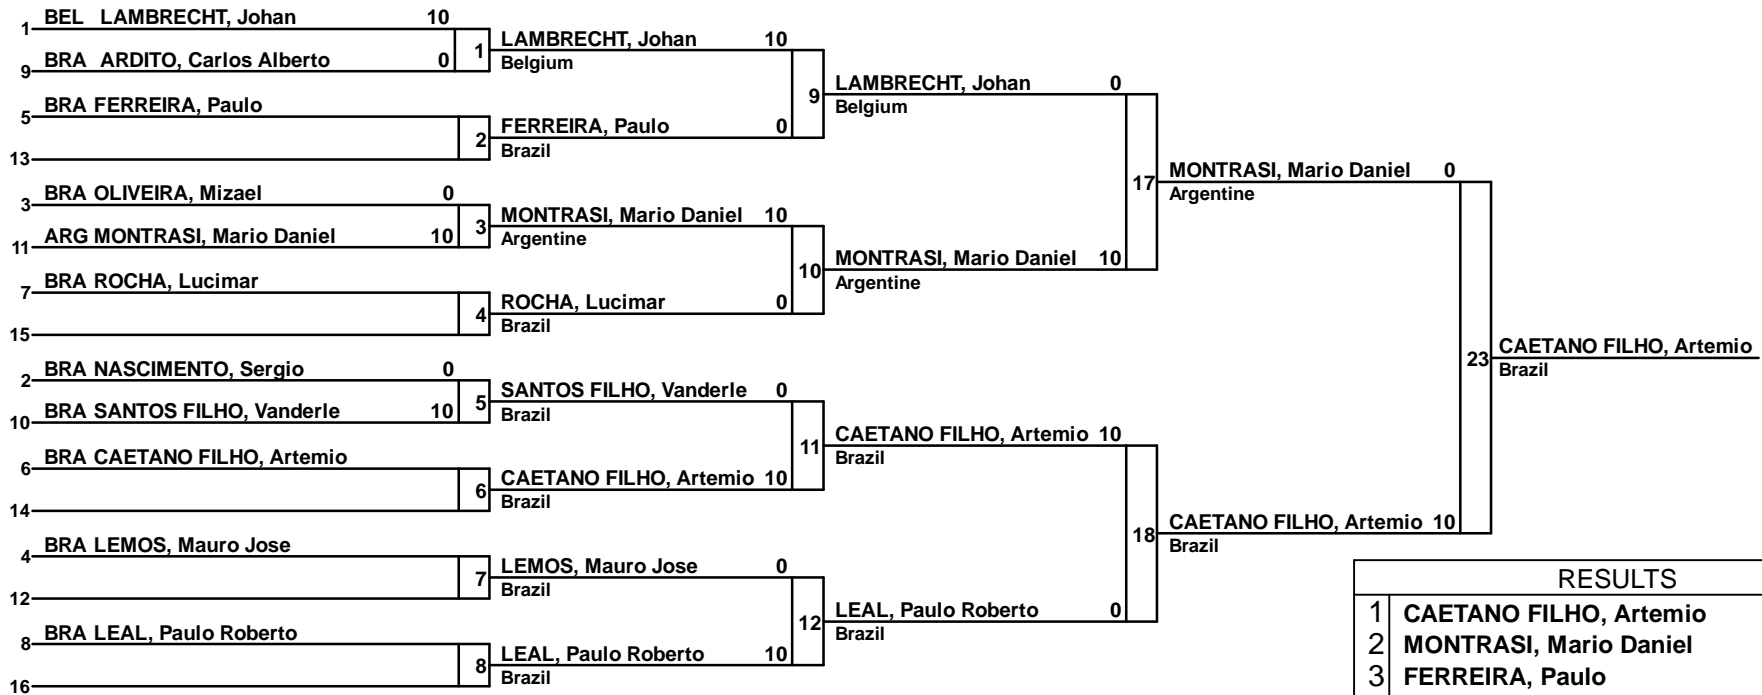 1 BEL LAMBRECHT, Johan 10
9 BRA ARDITO, Carlos Alberto 0
1
LAMBRECHT, Johan 10
Belgium
5 BRA FERREIRA, Paulo
13
2
FERREIRA, Paulo 0
Brazil
9
LAMBRECHT, Johan 0
Belgium
3 BRA OLIVEIRA, Mizael 0
11 ARG MONTRASI, Mario Daniel 10
3
MONTRASI, Mario Daniel 10
Argentine
7 BRA ROCHA, Lucimar
15
4
ROCHA, Lucimar 0
Brazil
10
MONTRASI, Mario Daniel 10
Argentine
17
MONTRASI, Mario Daniel 0
Argentine
2 BRA NASCIMENTO, Sergio 0
10 BRA SANTOS FILHO, Vanderle 10
5
SANTOS FILHO, Vanderle 0
Brazil
6 BRA CAETANO FILHO, Artemio
14
6
CAETANO FILHO, Artemio 10
Brazil
11
CAETANO FILHO, Artemio 10
Brazil
4 BRA LEMOS, Mauro Jose
12
7
LEMOS, Mauro Jose 0
Brazil
8 BRA LEAL, Paulo Roberto
16
8
LEAL, Paulo Roberto 10
Brazil
12
LEAL, Paulo Roberto 0
Brazil
18
CAETANO FILHO, Artemio 10
Brazil
23
CAETANO FILHO, Artemio
Brazil
RESULTS
1 CAETANO FILHO, Artemio
2 MONTRASI, Mario Daniel
3 FERREIRA, Paulo